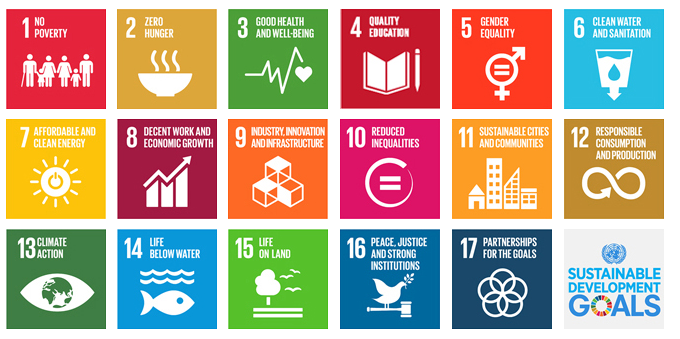 1 NO
POVERTY
2 ZERO
HUNGER
3 GOOD HEALTH
AND WELL-BEING
4 QUALITY
EDUCATION
5 GENDER
EQUALITY
6 CLEAN WATER
AND SANITATION
7 AFFORDABLE AND
CLEAN ENERGY
8 DECENT WORK AND
ECONOMIC GROWTH
9 INDUSTRY, INNOVATION
AND INFRASTRUCTURE
10 REDUCED
INEQUALITIES
11 SUSTAINABLE CITIES
AND COMMUNITIES
12 RESPONSIBLE
CONSUMPTION
AND PRODUCTION
13 CLIMATE
ACTION
14 LIFE
BELOW WATER
15 LIFE
ON LAND
16 PEACE, JUSTICE
AND STRONG
INSTITUTIONS
17 PARTNERSHIPS
FOR THE GOALS
SUSTAINABLE
DEVELOPMENT
GOALS